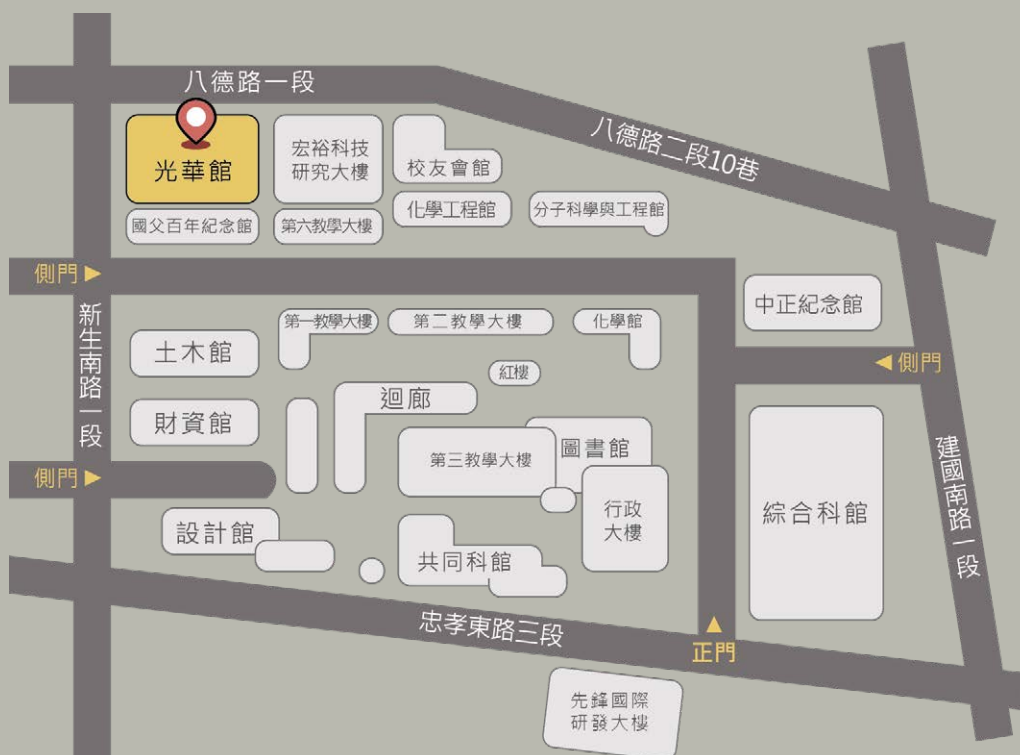 八德路一段
八德路二段10巷
光華館
宏裕科技
研究大樓
校友會館
國父百年紀念館
第六教學大樓
化學工程館
分子科學與工程館
側門
新生南路一段
中正紀念館
第一教學大樓
第二教學大樓
化學館
土木館
紅樓
側門
迴廊
財資館
圖書館
第三教學大樓
側門
建國南路一段
行政
大樓
綜合科館
設計館
共同科館
忠孝東路三段
正門
先鋒國際
研發大樓